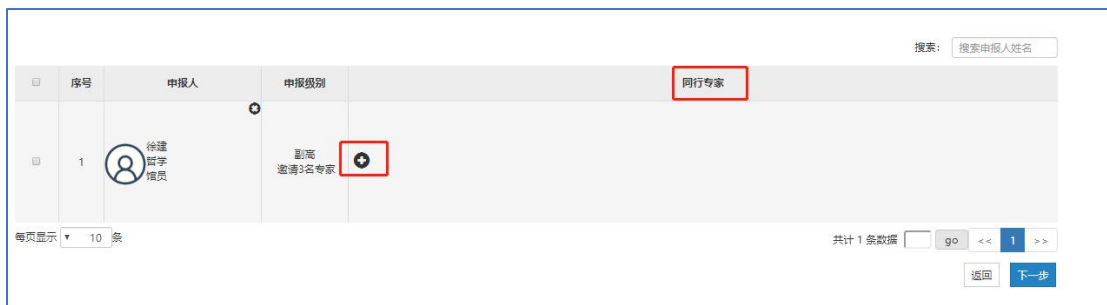 搜索： 搜索申报人姓名
序号 申报人 申报级别 同行专家
1
徐建
哲学
馆员
副高
邀请3名专家
每页显示 10 条 共计 1 条数据 go << 1 >>
返回 下一步